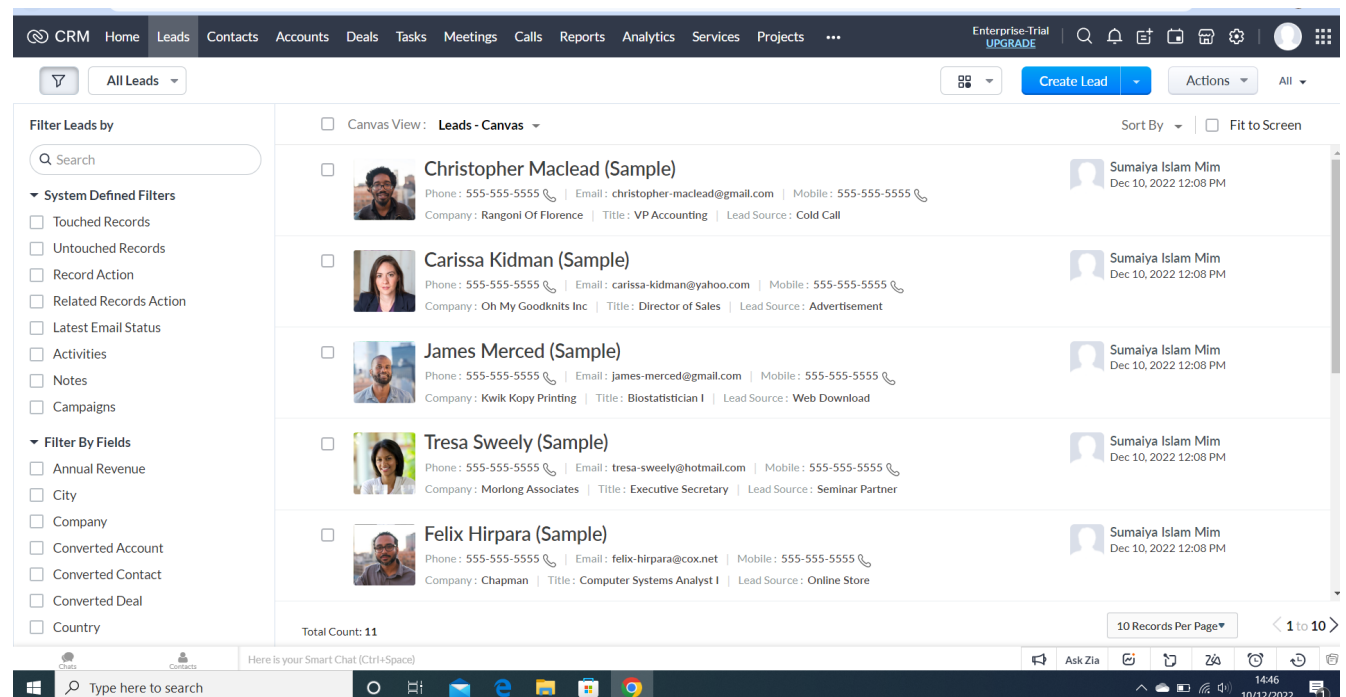 CRM Home Leads Contacts Accounts Deals Tasks Meetings Calls Reports Analytics Services Projects ••• Enterprise-Trial
UPGRADE
All Leads Create Lead Actions All
Filter Leads by
Search
System Defined Filters
Touched Records
Untouched Records
Record Action
Related Records Action
Latest Email Status
Activities
Notes
Campaigns
Filter By Fields
Annual Revenue
City
Company
Converted Account
Converted Contact
Converted Deal
Country
Canvas View : Leads - Canvas Sort By Fit to Screen
Christopher Maclead (Sample)
Phone : 555-555-5555 | Email : christopher-maclead@gmail.com | Mobile : 555-555-5555
Company : Rangoni Of Florence | Title : VP Accounting | Lead Source : Cold Call
Sumaiya Islam Mim
Dec 10, 2022 12:08 PM
Carissa Kidman (Sample)
Phone : 555-555-5555 | Email : carissa-kidman@yahoo.com | Mobile : 555-555-5555
Company : Oh My Goodknits Inc | Title : Director of Sales | Lead Source : Advertisement
Sumaiya Islam Mim
Dec 10, 2022 12:08 PM
James Merced (Sample)
Phone : 555-555-5555 | Email : james-merced@gmail.com | Mobile : 555-555-5555
Company : Kwik Kopy Printing | Title : Biostatistician I | Lead Source : Web Download
Sumaiya Islam Mim
Dec 10, 2022 12:08 PM
Tresa Sweely (Sample)
Phone : 555-555-5555 | Email : tresa-sweely@hotmail.com | Mobile : 555-555-5555
Company : Morlong Associates | Title : Executive Secretary | Lead Source : Seminar Partner
Sumaiya Islam Mim
Dec 10, 2022 12:08 PM
Felix Hirpara (Sample)
Phone : 555-555-5555 | Email : felix-hirpara@cox.net | Mobile : 555-555-5555
Company : Chapman | Title : Computer Systems Analyst I | Lead Source : Online Store
Sumaiya Islam Mim
Dec 10, 2022 12:08 PM
Total Count: 11 10 Records Per Page 1 to 10
Chats Contacts Here is your Smart Chat (Ctrl+Space) Ask Zia
Type here to search 14:46
10/12/2022